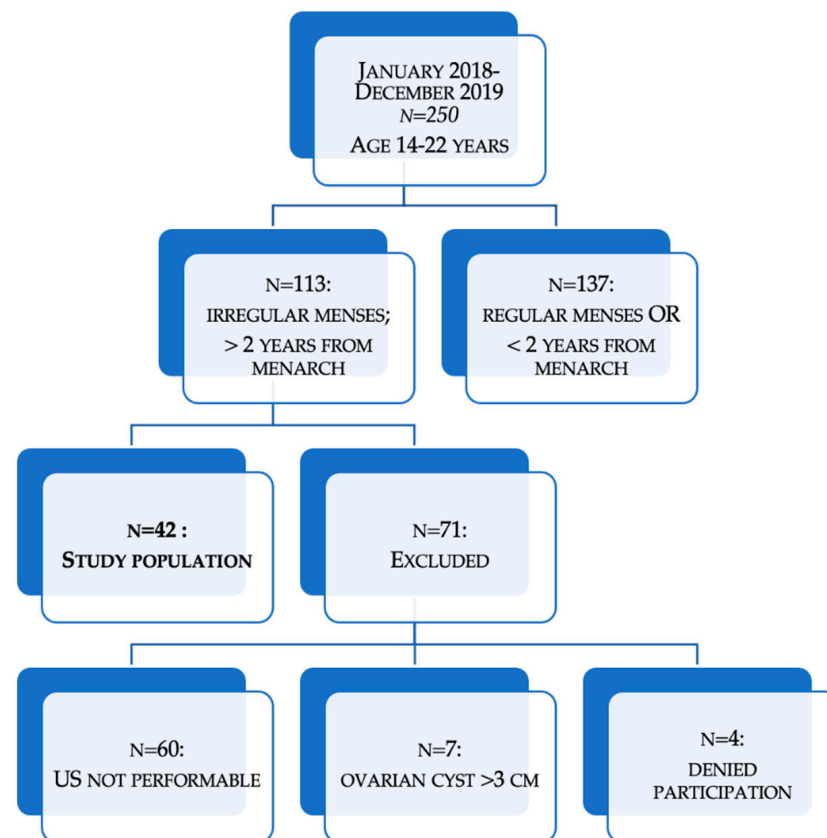 JANUARY 2018-
DECEMBER 2019
N=250
AGE 14-22 YEARS
N=113:
IRREGULAR MENSES;
> 2 YEARS FROM
MENARCH
N=137:
REGULAR MENSES OR
< 2 YEARS FROM
MENARCH
N=42 :
STUDY POPULATION
N=71:
EXCLUDED
N=60:
US NOT PERFORMABLE
N=7:
OVARIAN CYST >3 CM
N=4:
DENIED
PARTICIPATION